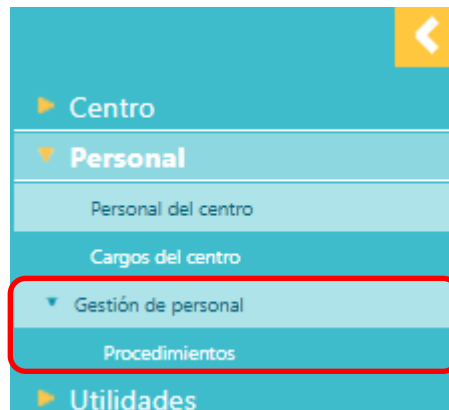 Centro
Personal
Personal del centro
Cargos del centro
Gestión de personal
Procedimientos
Utilidades